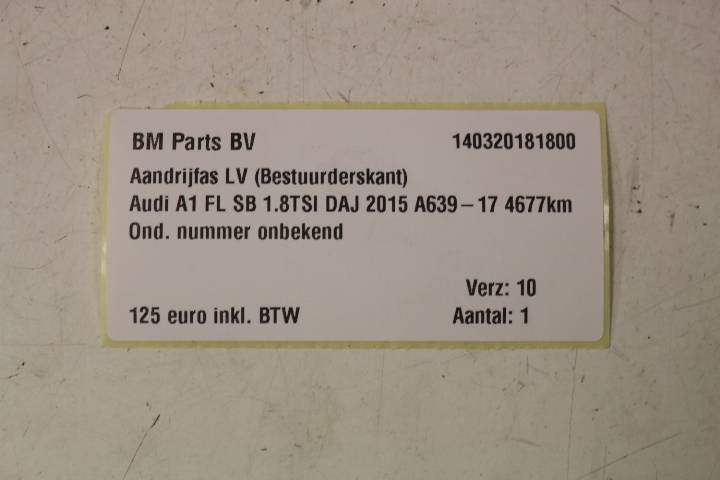 BM Parts BV 140320181800
Aandrijfas LV (Bestuurderskant)
Audi A1 FL SB 1.8TSI DAJ 2015 A639-17 4677km
Ond. nummer onbekend
Verz: 10
125 euro inkl. BTW Aantal: 1